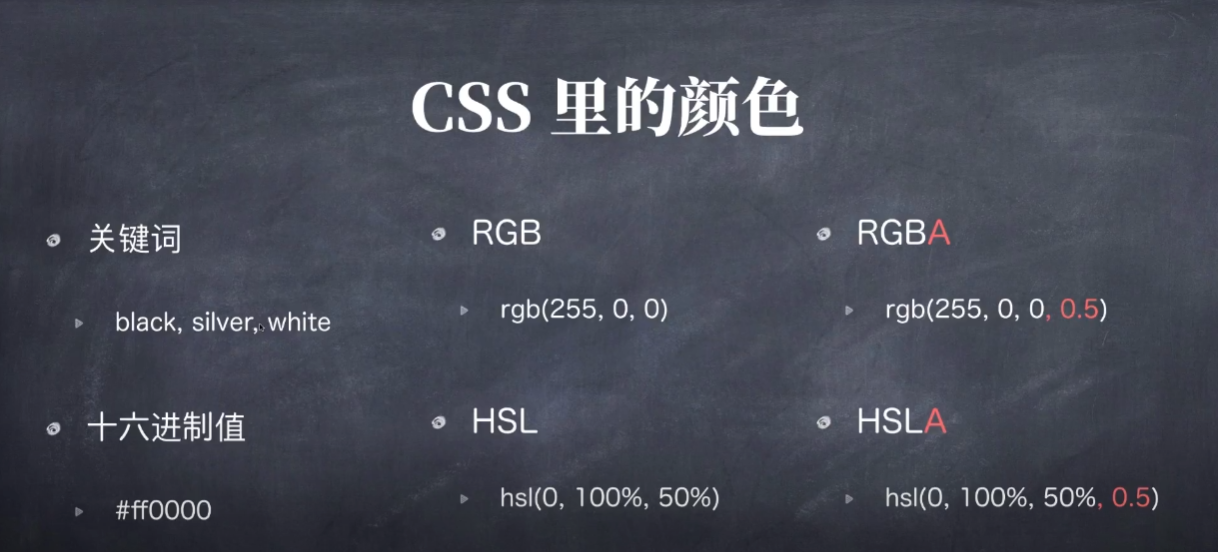 CSS 里的颜色
关键词
black, silver, white
十六进制值
#ff0000
RGB
rgb(255, 0, 0)
HSL
hsl(0, 100%, 50%)
RGBA
rgb(255, 0, 0, 0.5)
HSLA
hsl(0, 100%, 50%, 0.5)